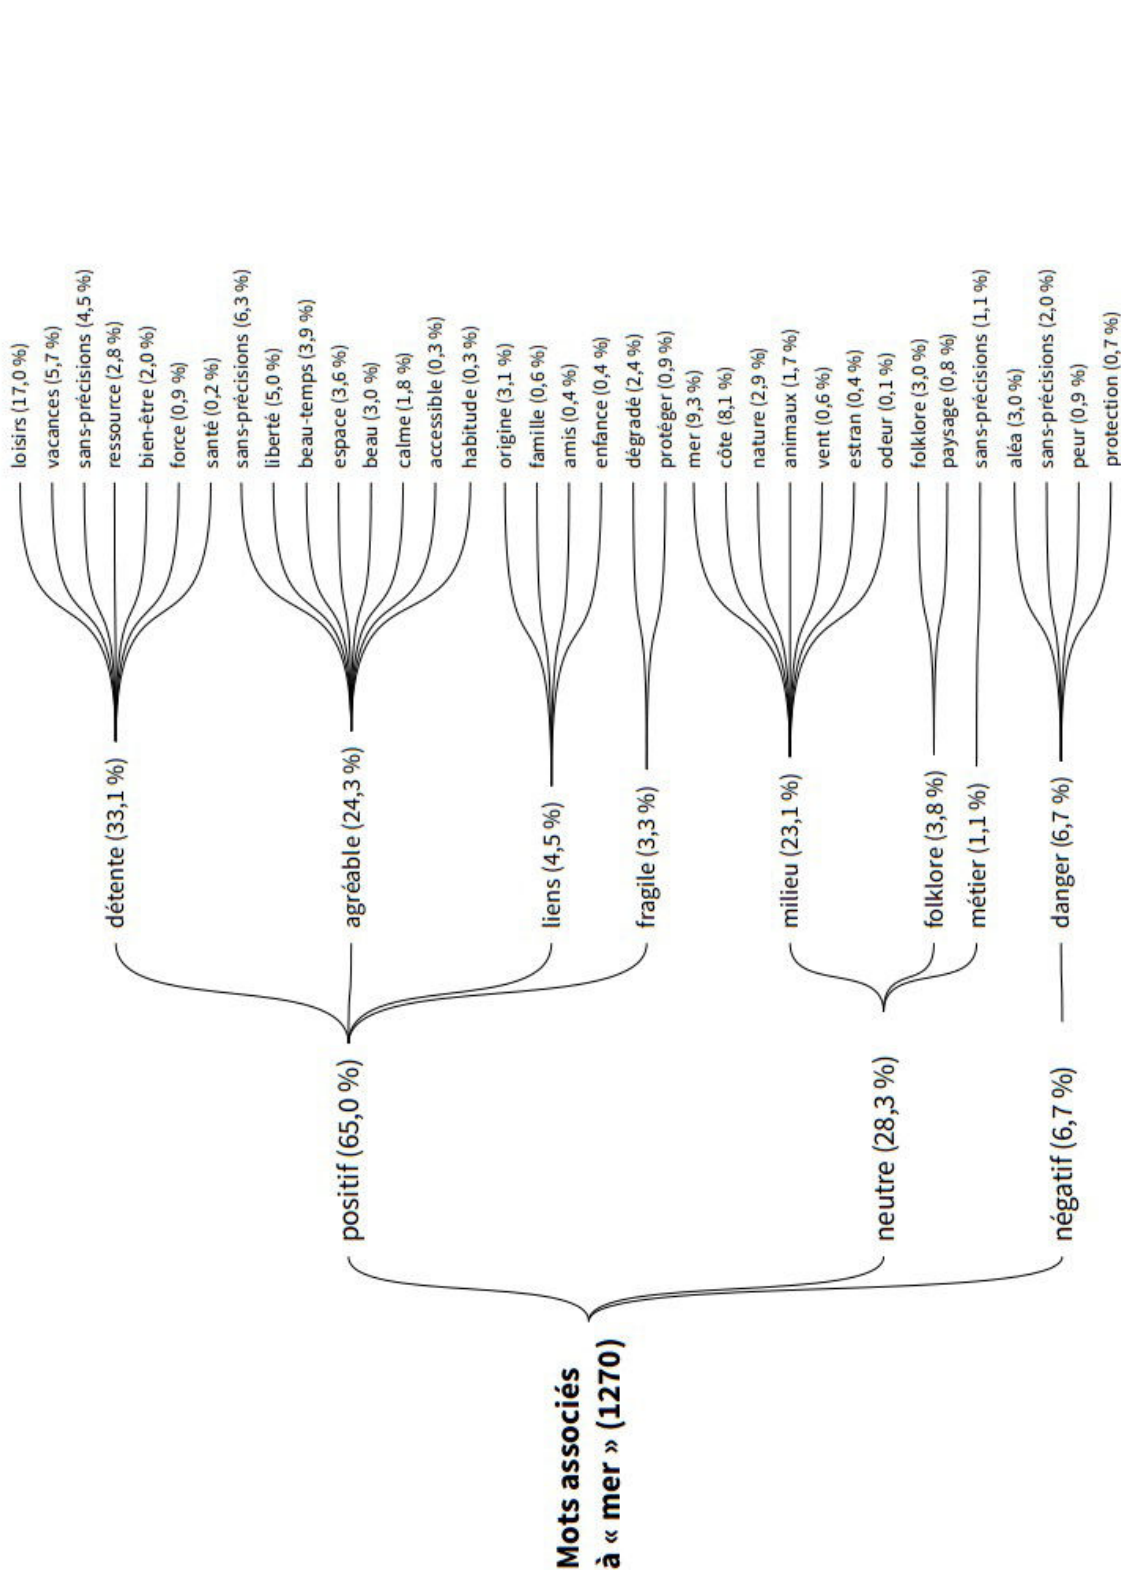 Mots associés
à « mer » (1270)
positif (65,0 %)
neutre (28,3 %)
négatif (6,7 %)
détente (33,1 %)
agréable (24,3 %)
liens (4,5 %)
fragile (3,3 %)
milieu (23,1 %)
folklore (3,8 %)
métier (1,1 %)
danger (6,7 %)
loisirs (17,0 %)
vacances (5,7 %)
sans-précisions (4,5 %)
ressource (2,8 %)
bien-être (2,0 %)
force (0,9 %)
santé (0,2 %)
sans-précisions (6,3 %)
liberté (5,0 %)
beau-temps (3,9 %)
espace (3,6 %)
beau (3,0 %)
calme (1,8 %)
accessible (0,3 %)
habitude (0,3 %)
origine (3,1 %)
famille (0,6 %)
amis (0,4 %)
enfance (0,4 %)
dégradé (2,4 %)
protéger (0,9 %)
mer (9,3 %)
côte (8,1 %)
nature (2,9 %)
animaux (1,7 %)
vent (0,6 %)
estran (0,4 %)
odeur (0,1 %)
folklore (3,0 %)
paysage (0,8 %)
sans-précisions (1,1 %)
aléa (3,0 %)
sans-précisions (2,0 %)
peur (0,9 %)
protection (0,7 %)